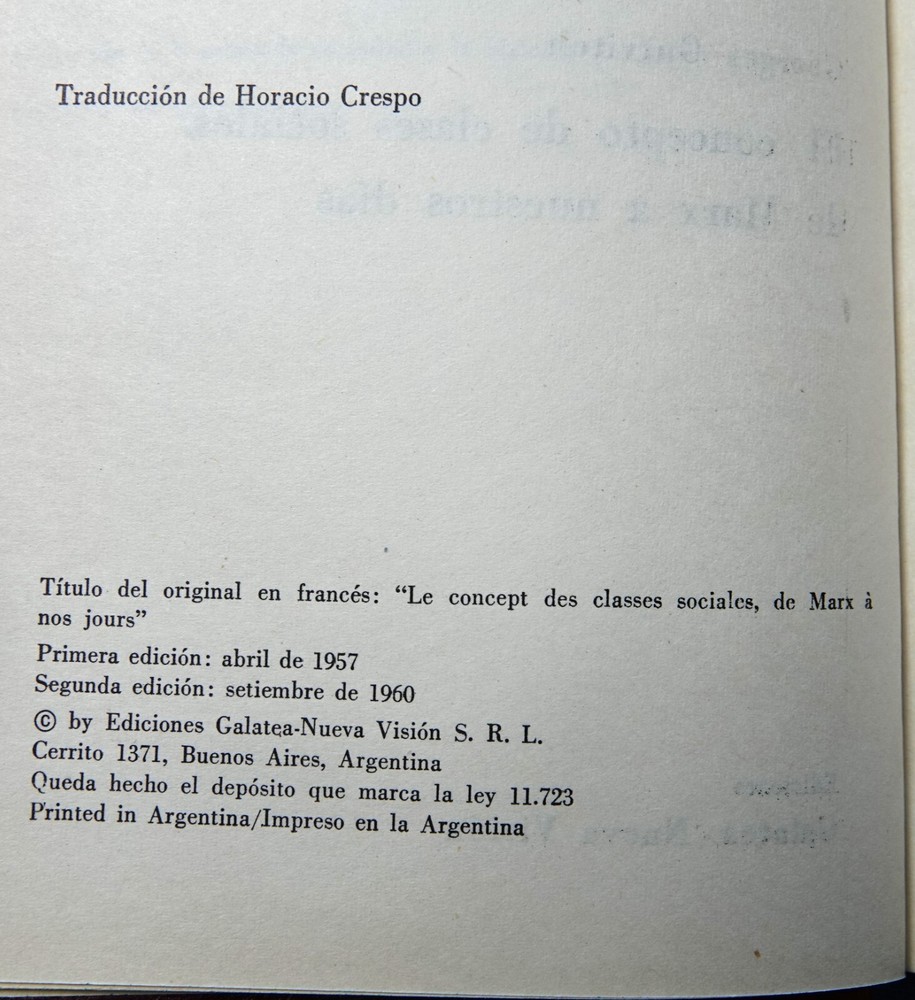 Traducción de Horacio Crespo
Título del original en francés: “Le concept des classes sociales, de Marx à
nos jours”
Primera edición: abril de 1957
Segunda edición: setiembre de 1960
© by Ediciones Galatea-Nueva Visión S. R. L.
Cerrito 1371, Buenos Aires, Argentina
Queda hecho el depósito que marca la ley 11.723
Printed in Argentina/Impreso en la Argentina